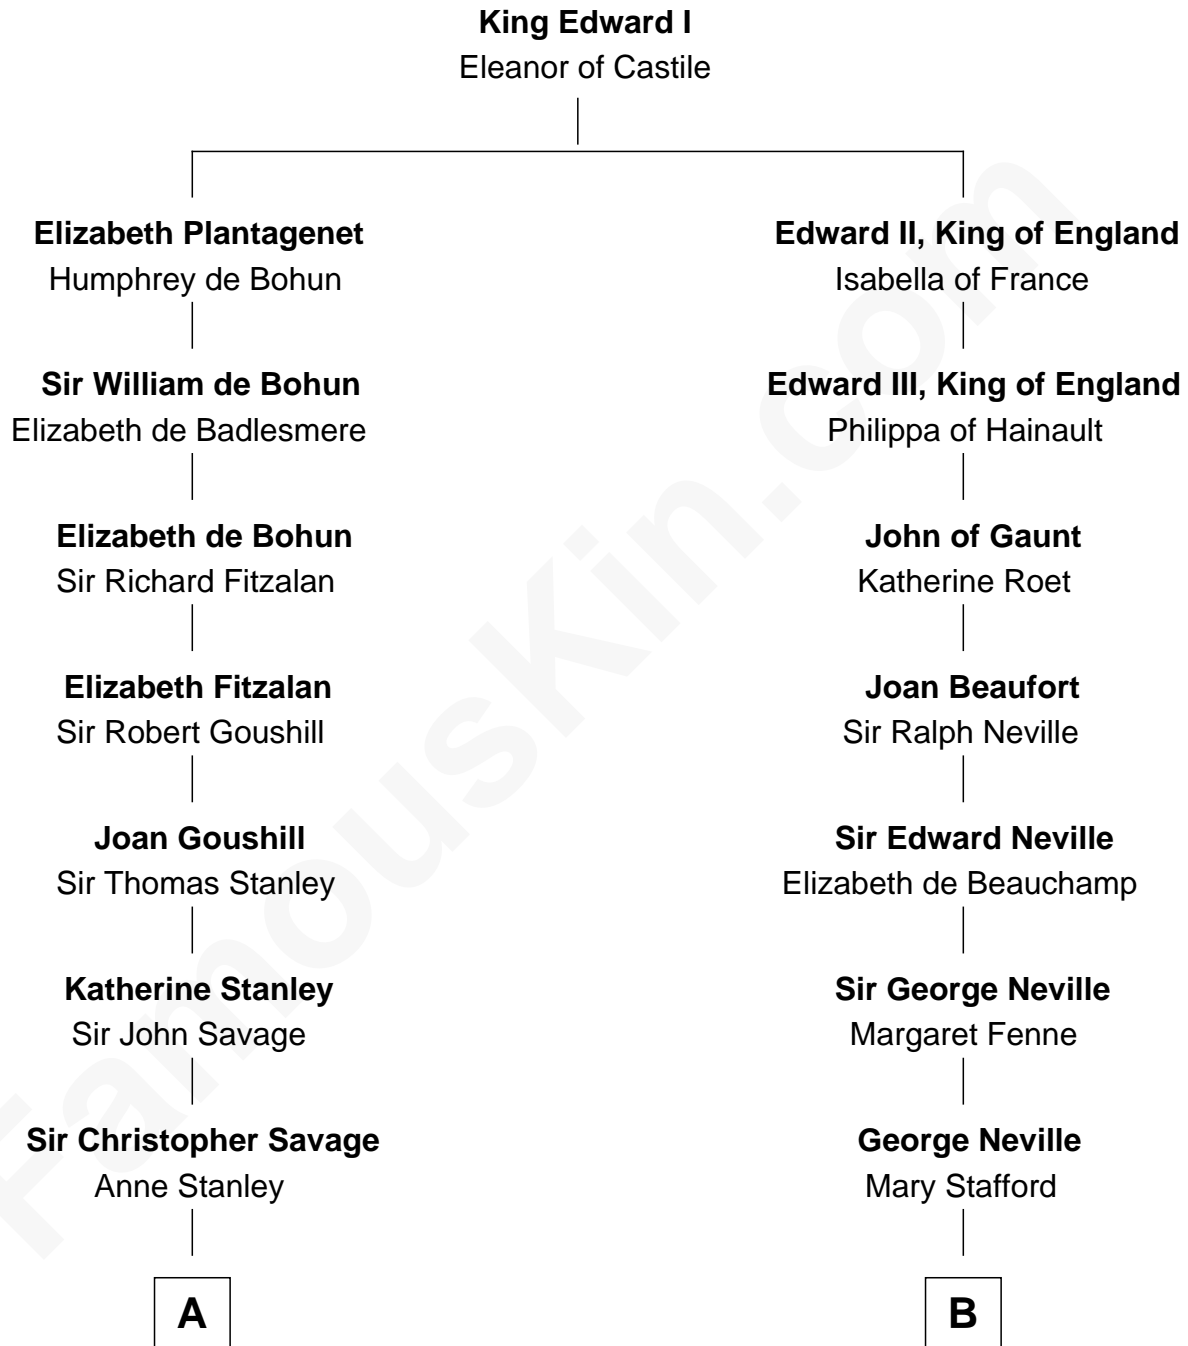 King Edward I
Eleanor of Castile
Elizabeth Plantagenet
Humphrey de Bohun
Edward II, King of England
Isabella of France
Sir William de Bohun
Elizabeth de Badlesmere
Edward III, King of England
Philippa of Hainault
Elizabeth de Bohun
Sir Richard Fitzalan
John of Gaunt
Katherine Roet
Elizabeth Fitzalan
Sir Robert Goushill
Joan Beaufort
Sir Ralph Neville
Joan Goushill
Sir Thomas Stanley
Sir Edward Neville
Elizabeth de Beauchamp
Katherine Stanley
Sir John Savage
Sir George Neville
Margaret Fenne
Sir Christopher Savage
Anne Stanley
George Neville
Mary Stafford
A
B
FamousKin.com